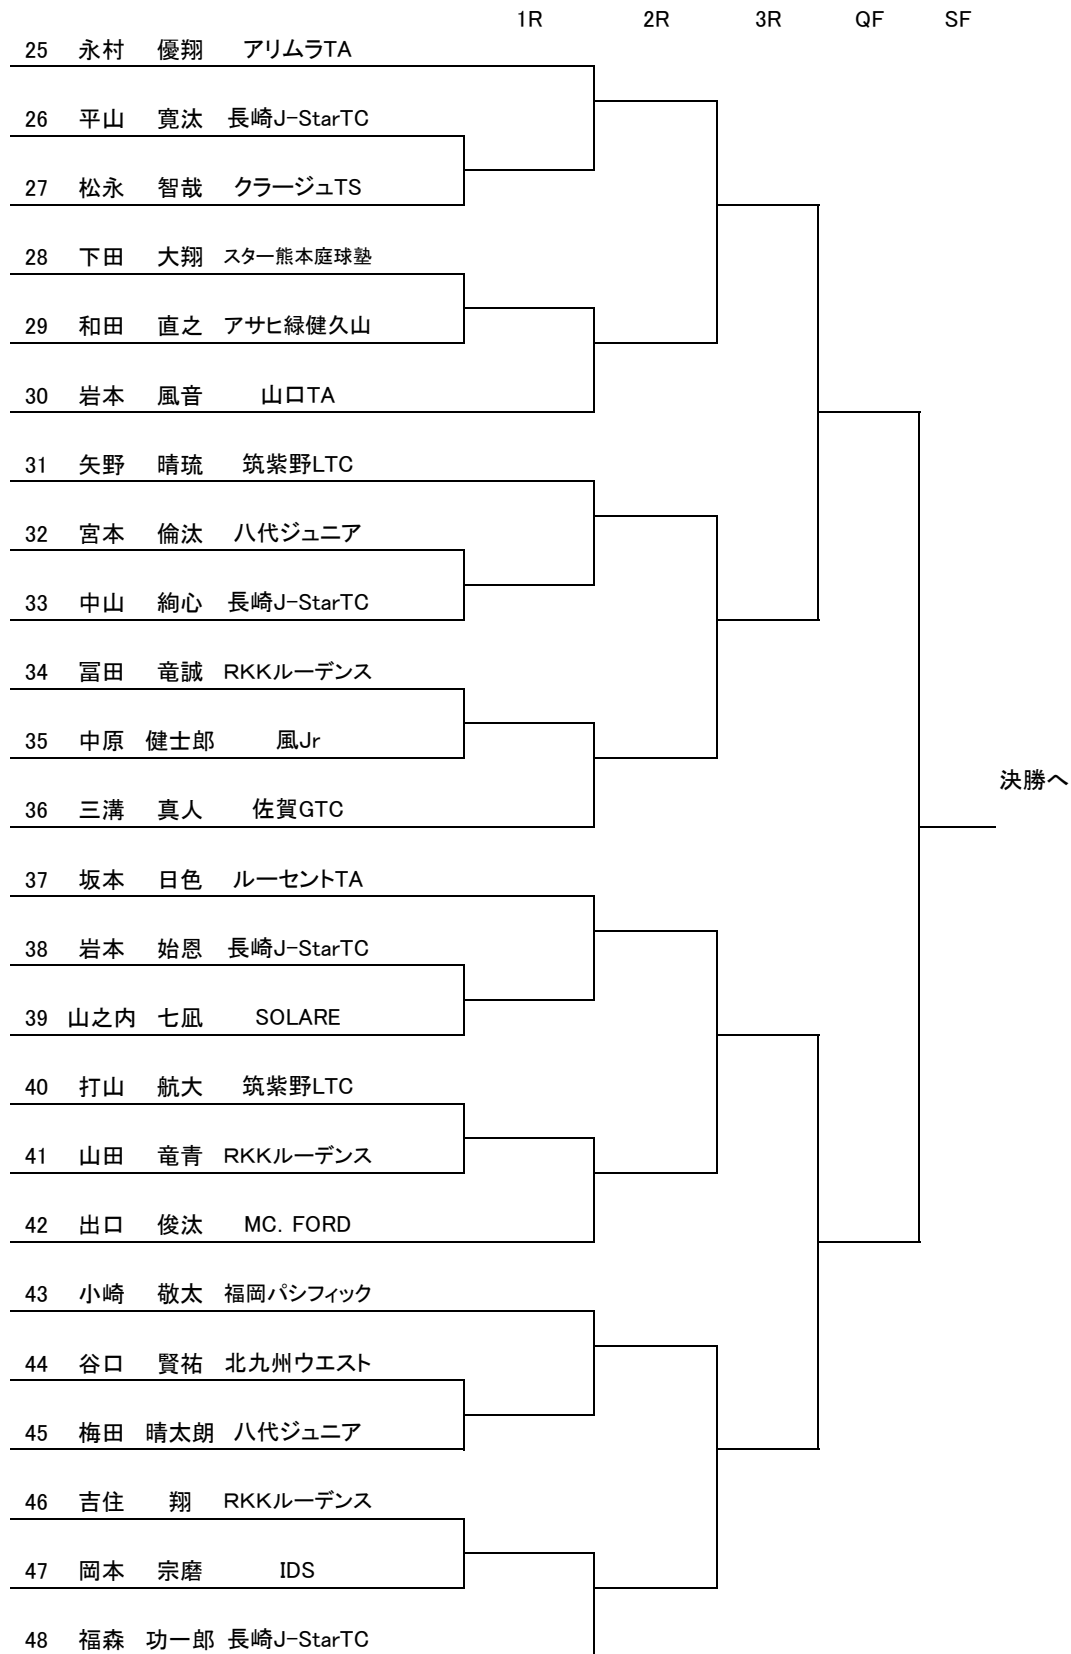 1R 2R 3R QF SF
25 永村 優翔 アリムラTA
26 平山 寛汰 長崎J-StarTC
27 松永 智哉 クラージュTS
28 下田 大翔 スター熊本庭球塾
29 和田 直之 アサヒ緑健久山
30 岩本 風音 山口TA
31 矢野 晴琉 筑紫野LTC
32 宮本 倫汰 八代ジュニア
33 中山 絢心 長崎J-StarTC
34 冨田 竜誠 RKKルーデンス
35 中原 健士郎 風Jr
決勝へ
36 三溝 真人 佐賀GTC
37 坂本 日色 ルーセントTA
38 岩本 始恩 長崎J-StarTC
39 山之内 七凪 SOLARE
40 打山 航大 筑紫野LTC
41 山田 竜青 RKKルーデンス
42 出口 俊汰 MC. FORD
43 小崎 敬太 福岡パシフィック
44 谷口 賢祐 北九州ウエスト
45 梅田 晴太朗 八代ジュニア
46 吉住 翔 RKKルーデンス
47 岡本 宗磨 IDS
48 福森 功一郎 長崎J-StarTC